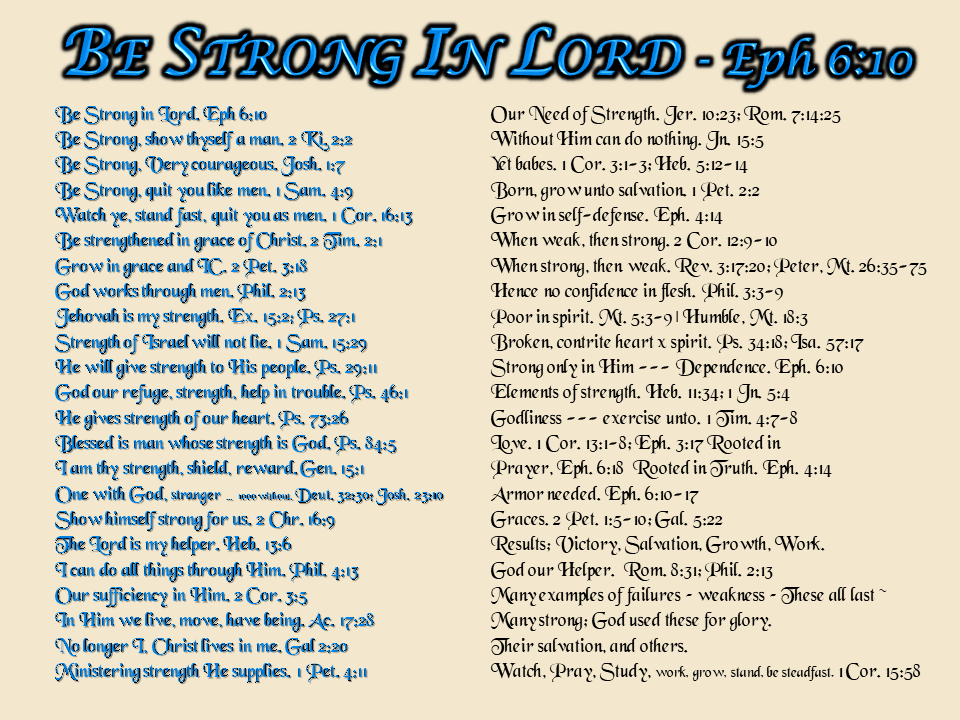 BE STRONG IN LORD - Eph 6:10
Be Strong in Lord. Eph 6:10
Be Strong, show thyself a man. 2 Ki. 2:2
Be Strong, Very courageous. Josh. 1:7
Be Strong, quit you like men. 1 Sam. 4:9
Watch ye, stand fast, quit you as men. 1 Cor. 16:13
Be strengthened in grace of Christ. 2 Tim. 2:1
Grow in grace and IC. 2 Pet. 3:18
God works through men. Phil. 2:13
Jehovah is my strength. Ex. 15:2; Ps. 27:1
Strength of Israel will not lie. 1 Sam. 15:29
He will give strength to His people. Ps. 29:11
God our refuge, strength, help in trouble. Ps. 46:1
He gives strength of our heart. Ps. 73:26
Blessed is man whose strength is God. Ps. 84:5
I am thy strength, shield, reward. Gen. 15:1
One with God, stranger ... 1000 without. Deut. 32:30; Josh. 23:10
Show himself strong for us. 2 Chr. 16:9
The Lord is my helper. Heb. 13:6
I can do all things through Him. Phil. 4:13
Our sufficiency in Him. 2 Cor. 3:5
In Him we live, move, have being. Ac. 17:28
No longer I, Christ lives in me. Gal 2:20
Ministering strength He supplies. 1 Pet. 4:11
Our Need of Strength. Jer. 10:23; Rom. 7:14:25
Without Him can do nothing. Jn. 15:5
Yet babes. 1 Cor. 3:1-3; Heb. 5:12-14
Born, grow unto salvation. 1 Pet. 2:2
Grow in self-defense. Eph. 4:14
When weak, then strong. 2 Cor. 12:9-10
When strong, then weak. Rev. 3:17:20; Peter, Mt. 26:35-75
Hence no confidence in flesh. Phil. 3:3-9
Poor in spirit. Mt. 5:3-9 | Humble, Mt. 18:3
Broken, contrite heart x spirit. Ps. 34:18; Isa. 57:17
Strong only in Him --- Dependence. Eph. 6:10
Elements of strength. Heb. 11:34; 1 Jn. 5:4
Godliness --- exercise unto. 1 Tim. 4:7-8
Love. 1 Cor. 13:1-8; Eph. 3:17 Rooted in
Prayer, Eph. 6:18 Rooted in Truth. Eph. 4:14
Armor needed. Eph. 6:10-17
Graces. 2 Pet. 1:5-10; Gal. 5:22
Results; Victory, Salvation, Growth, Work.
God our Helper. Rom. 8:31; Phil. 2:13
Many examples of failures - weakness - These all last ~
Many strong; God used these for glory.
Their salvation, and others.
Watch, Pray, Study, work, grow, stand, be steadfast. 1 Cor. 15:58